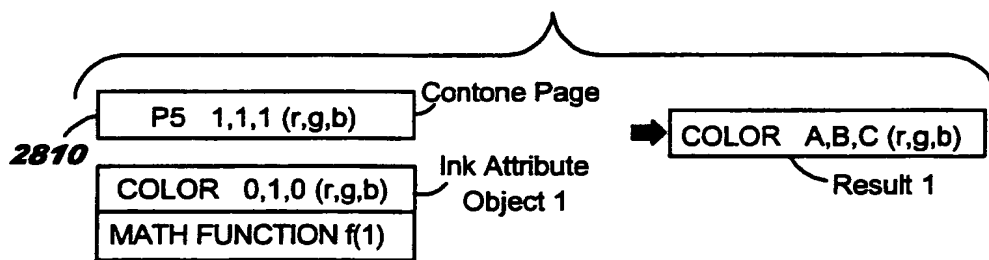 P5 1,1,1 (r,g,b)
Contone Page
2810
COLOR 0,1,0 (r,g,b)
Ink Attribute
Object 1
MATH FUNCTION f(1)
COLOR A,B,C (r,g,b)
Result 1